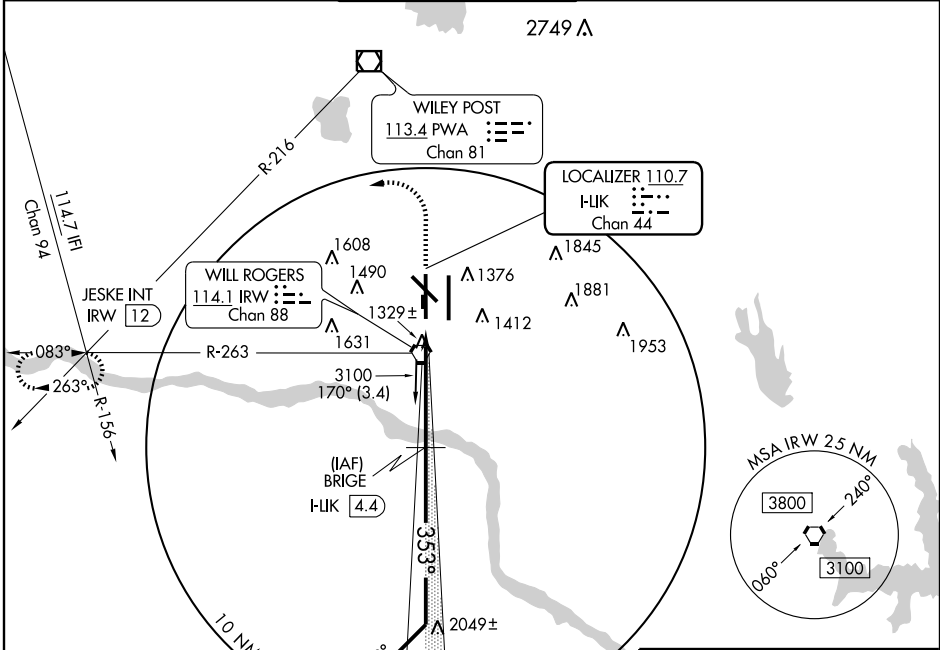 2749
WILEY POST
113.4 PWA
Chan 81
R-216
LOCALIZER 110.7
I-LIK
Chan 44
114.7 IFI
Chan 94
1608
1490
1376
1845
1881
WILL ROGERS
114.1 IRW
Chan 88
JESKE INT
IRW 12
1329±
1412
1953
1631
083°
R-263
3100
170° (3.4)
263°
R-156
(IAF)
BRIGE
I-LIK 4.4
353°
MSA IRW 25 NM
3800
240°
060°
3100
10 NM
2049±